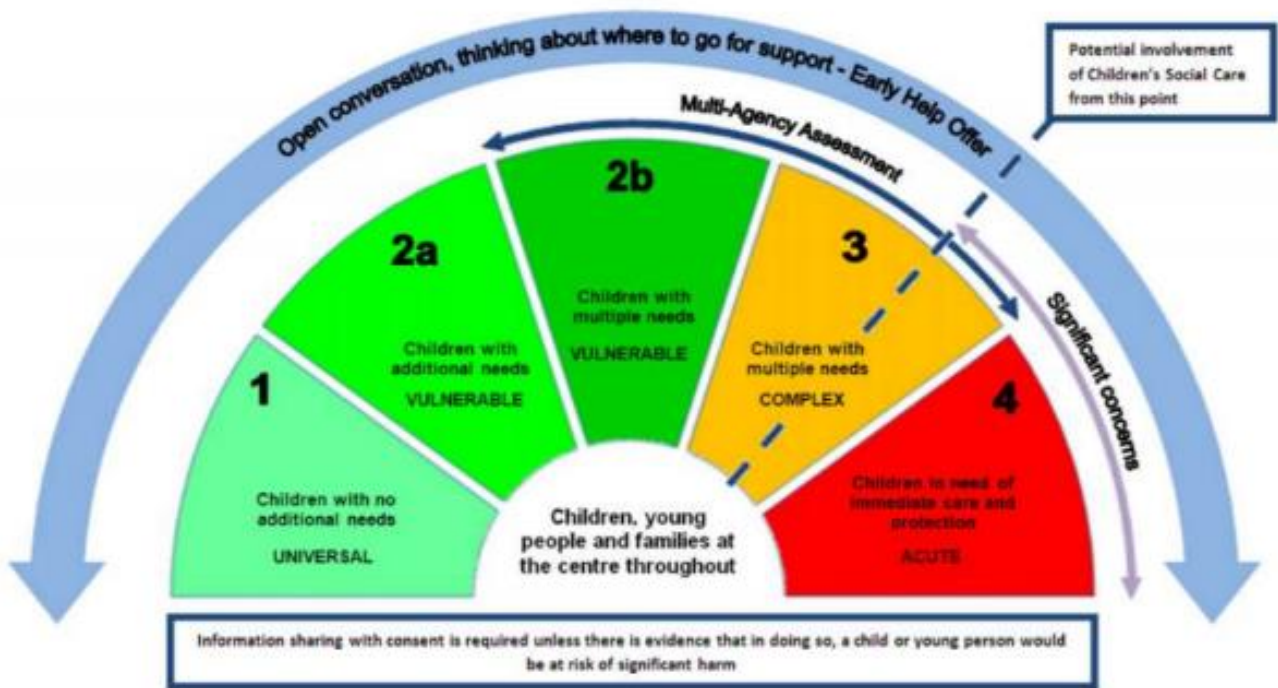 Open conversation, thinking about where to go for support - Early Help Offer
Potential involvement
of Children's Social Care
from this point
Multi-Agency Assessment
Significant concerns
1
Children with no
additional needs
UNIVERSAL
2a
Children with
additional needs
VULNERABLE
2b
Children with
multiple needs
VULNERABLE
3
Children with
multiple needs
COMPLEX
4
Children in need of
immediate care and
protection
ACUTE
Children, young
people and families at
the centre throughout
Information sharing with consent is required unless there is evidence that in doing so, a child or young person would
be at risk of significant harm